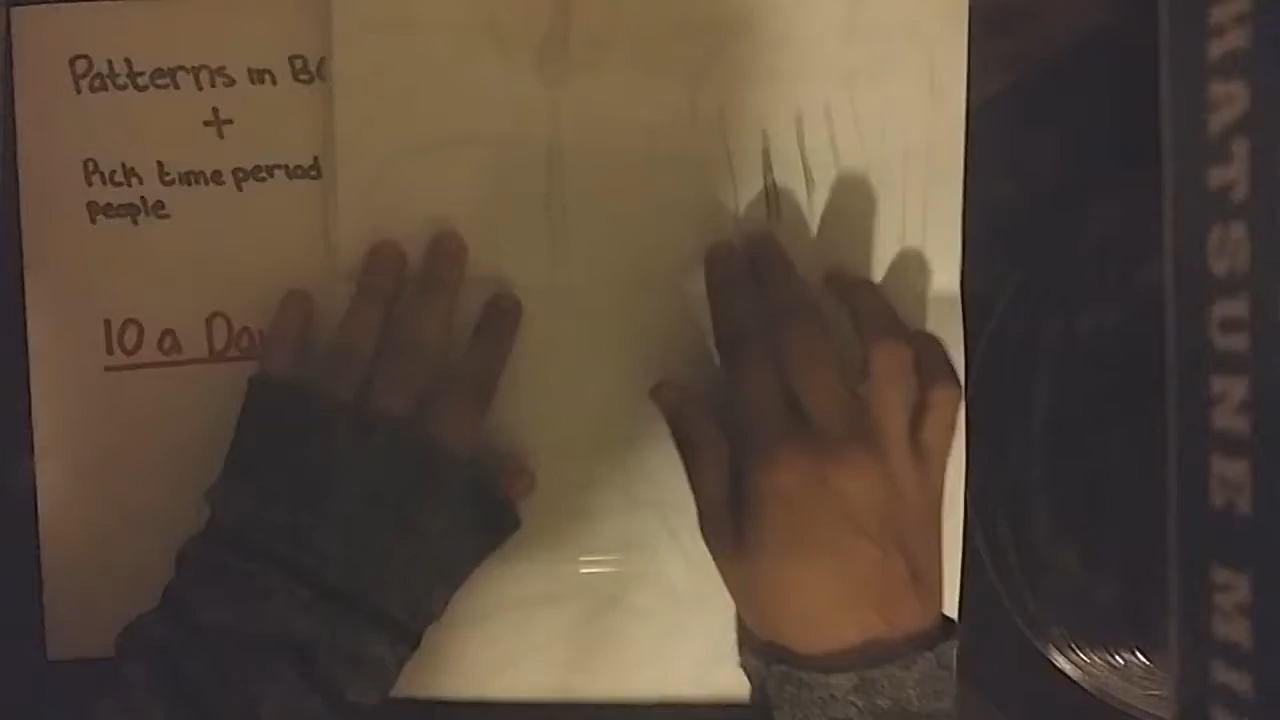 Patterns in
+
Pick time period
people
10 a
HATSUNE